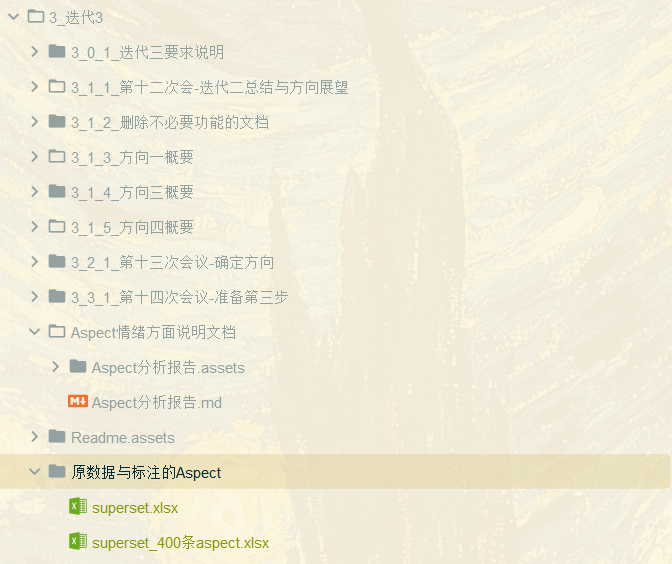 3_迭代3
3_0_1_迭代三要求说明
3_1_1_第十二次会-迭代二总结与方向展望
3_1_2_删除不必要功能的文档
3_1_3_方向一概要
3_1_4_方向三概要
3_1_5_方向四概要
3_2_1_第十三次会议-确定方向
3_3_1_第十四次会议-准备第三步
Aspect情绪方面说明文档
Aspect分析报告.assets
M↓ Aspect分析报告.md
Readme.assets
原数据与标注的Aspect
superset.xlsx
superset_400条aspect.xlsx